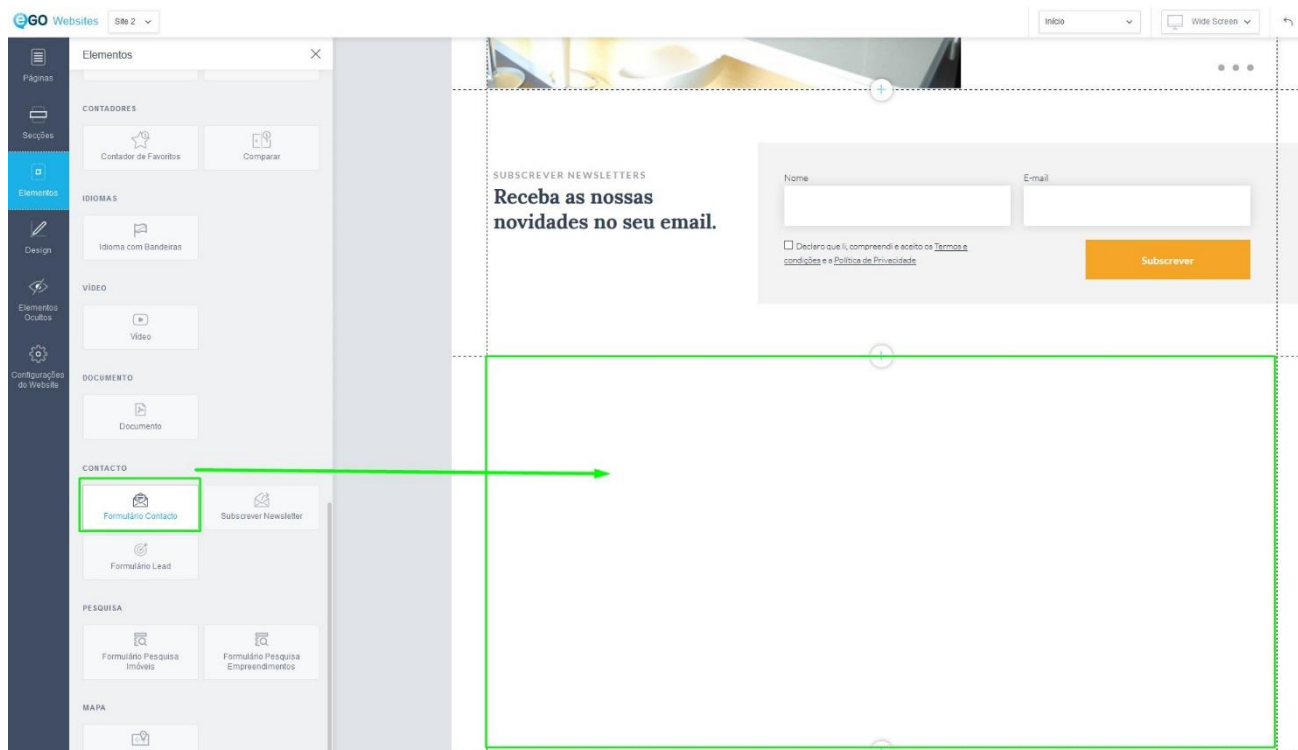 eGO Websites
Site 2
Início
Wide Screen
Páginas
Secções
Elementos
Design
Elementos
Ocultos
Configurações
do Website
Elementos
CONTADORES
Contador de Favoritos
Comparar
IDIOMAS
Idioma com Bandeiras
VÍDEO
Vídeo
DOCUMENTO
Documento
CONTACTO
Formulário Contacto
Subscrever Newsletter
Formulário Lead
PESQUISA
Formulário Pesquisa
Imóveis
Formulário Pesquisa
Empreendimentos
MAPA
SUBSCREVER NEWSLETTERS
Receba as nossas
novidades no seu email.
Nome
E-mail
Declaro que li, compreendi e aceito os Termos e
condições e a Política de Privacidade
Subscrever